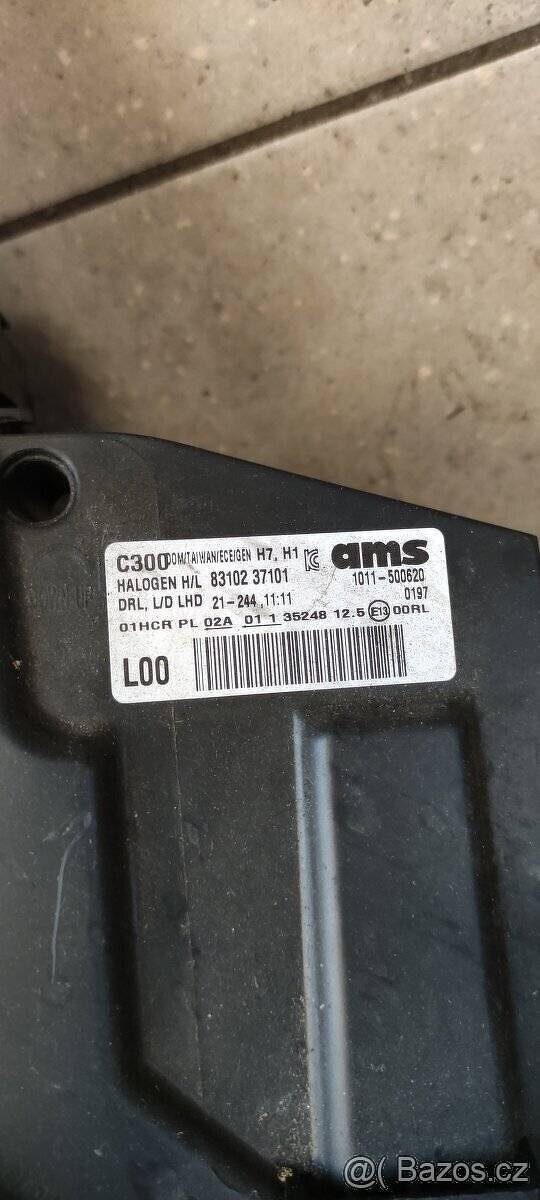 C300 DOM/TAIWAN/ECE/GEN H7, H1 ams
HALOGEN H/L 83102 37101 1011-500620
DRL, L/D LHD 21-244 ,11:11 0197
01HCR PL 02A 01 1 35248 12.5 E13 00RL
L00
@ Bazos.cz